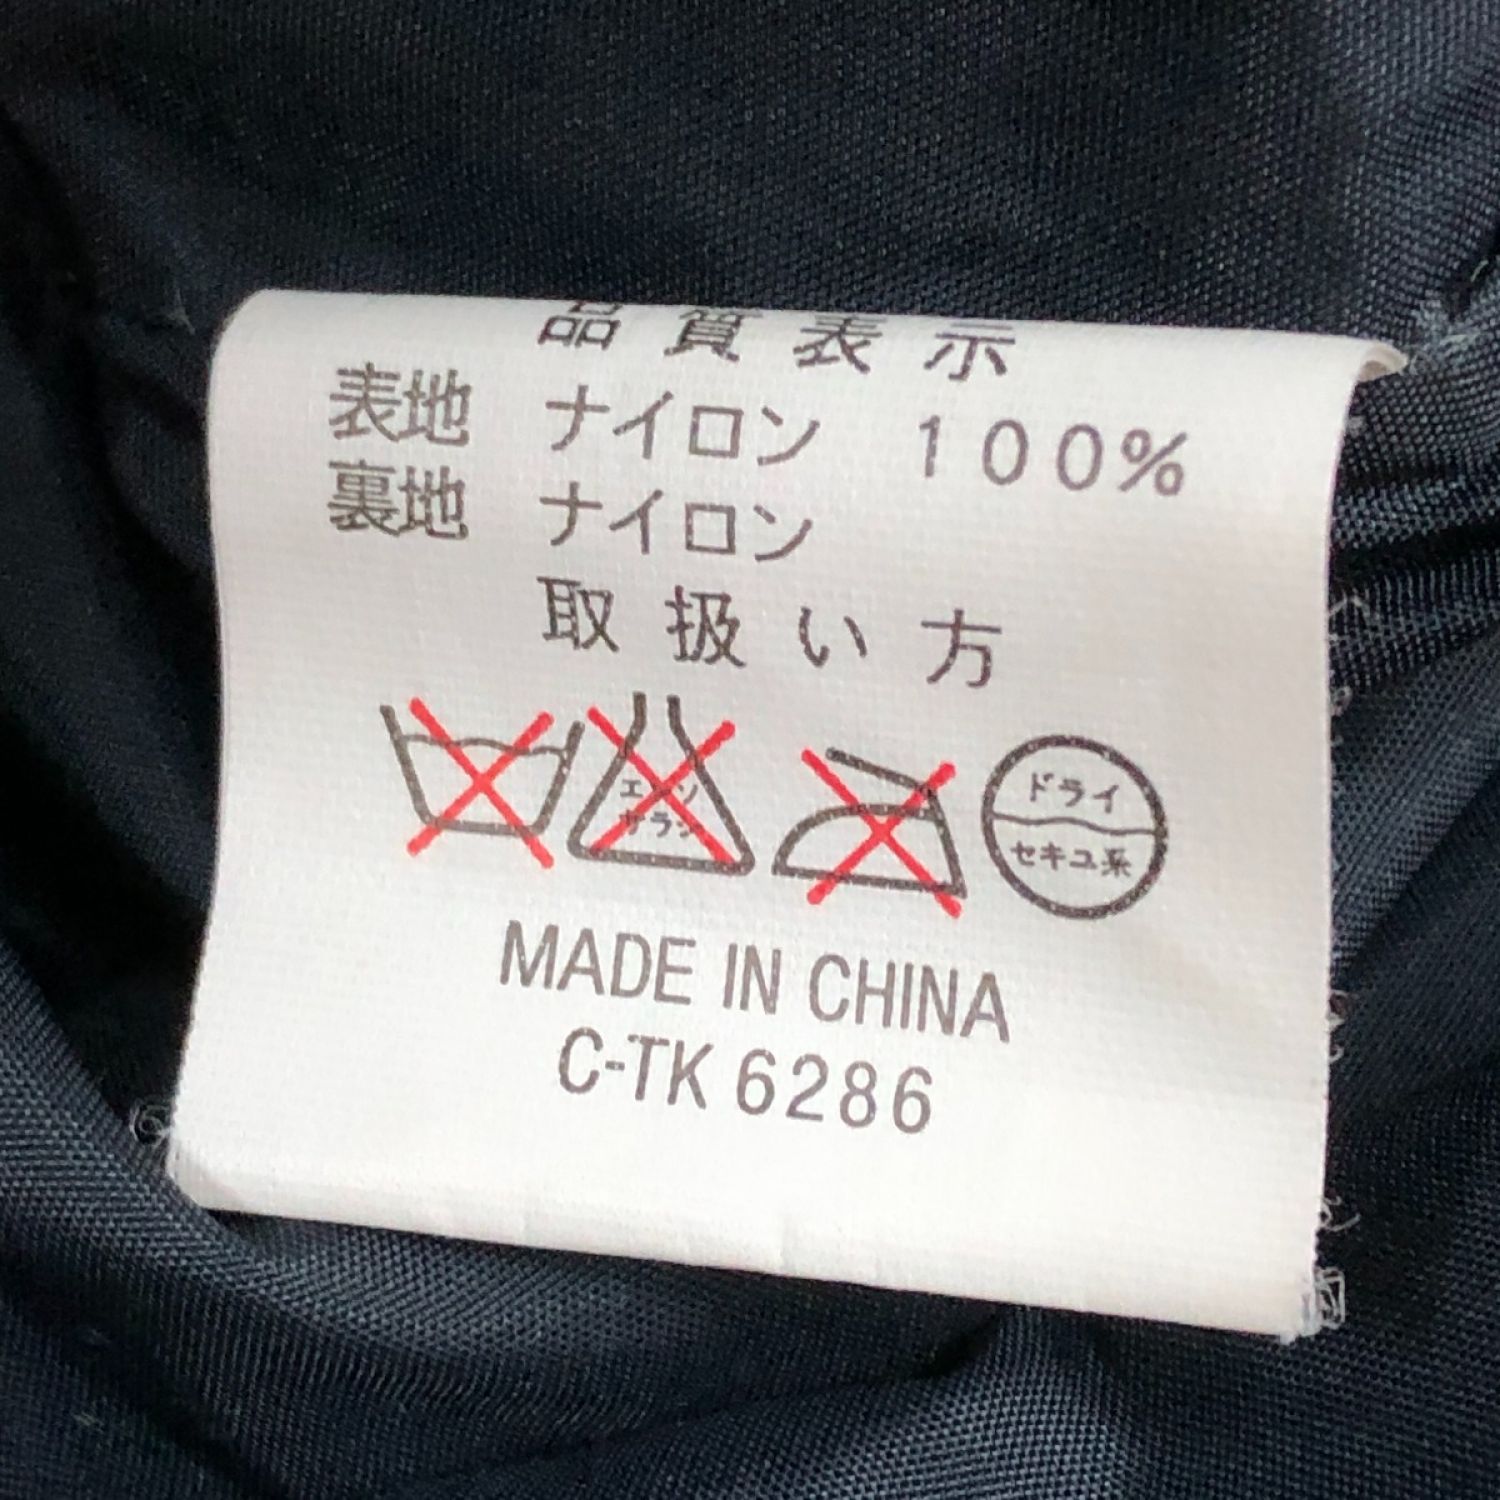 品質表示
表地 ナイロン 100%
裏地 ナイロン
取扱い方
エンソ
サラシ
ドライ
セキユ系
MADE IN CHINA
C-TK 6286